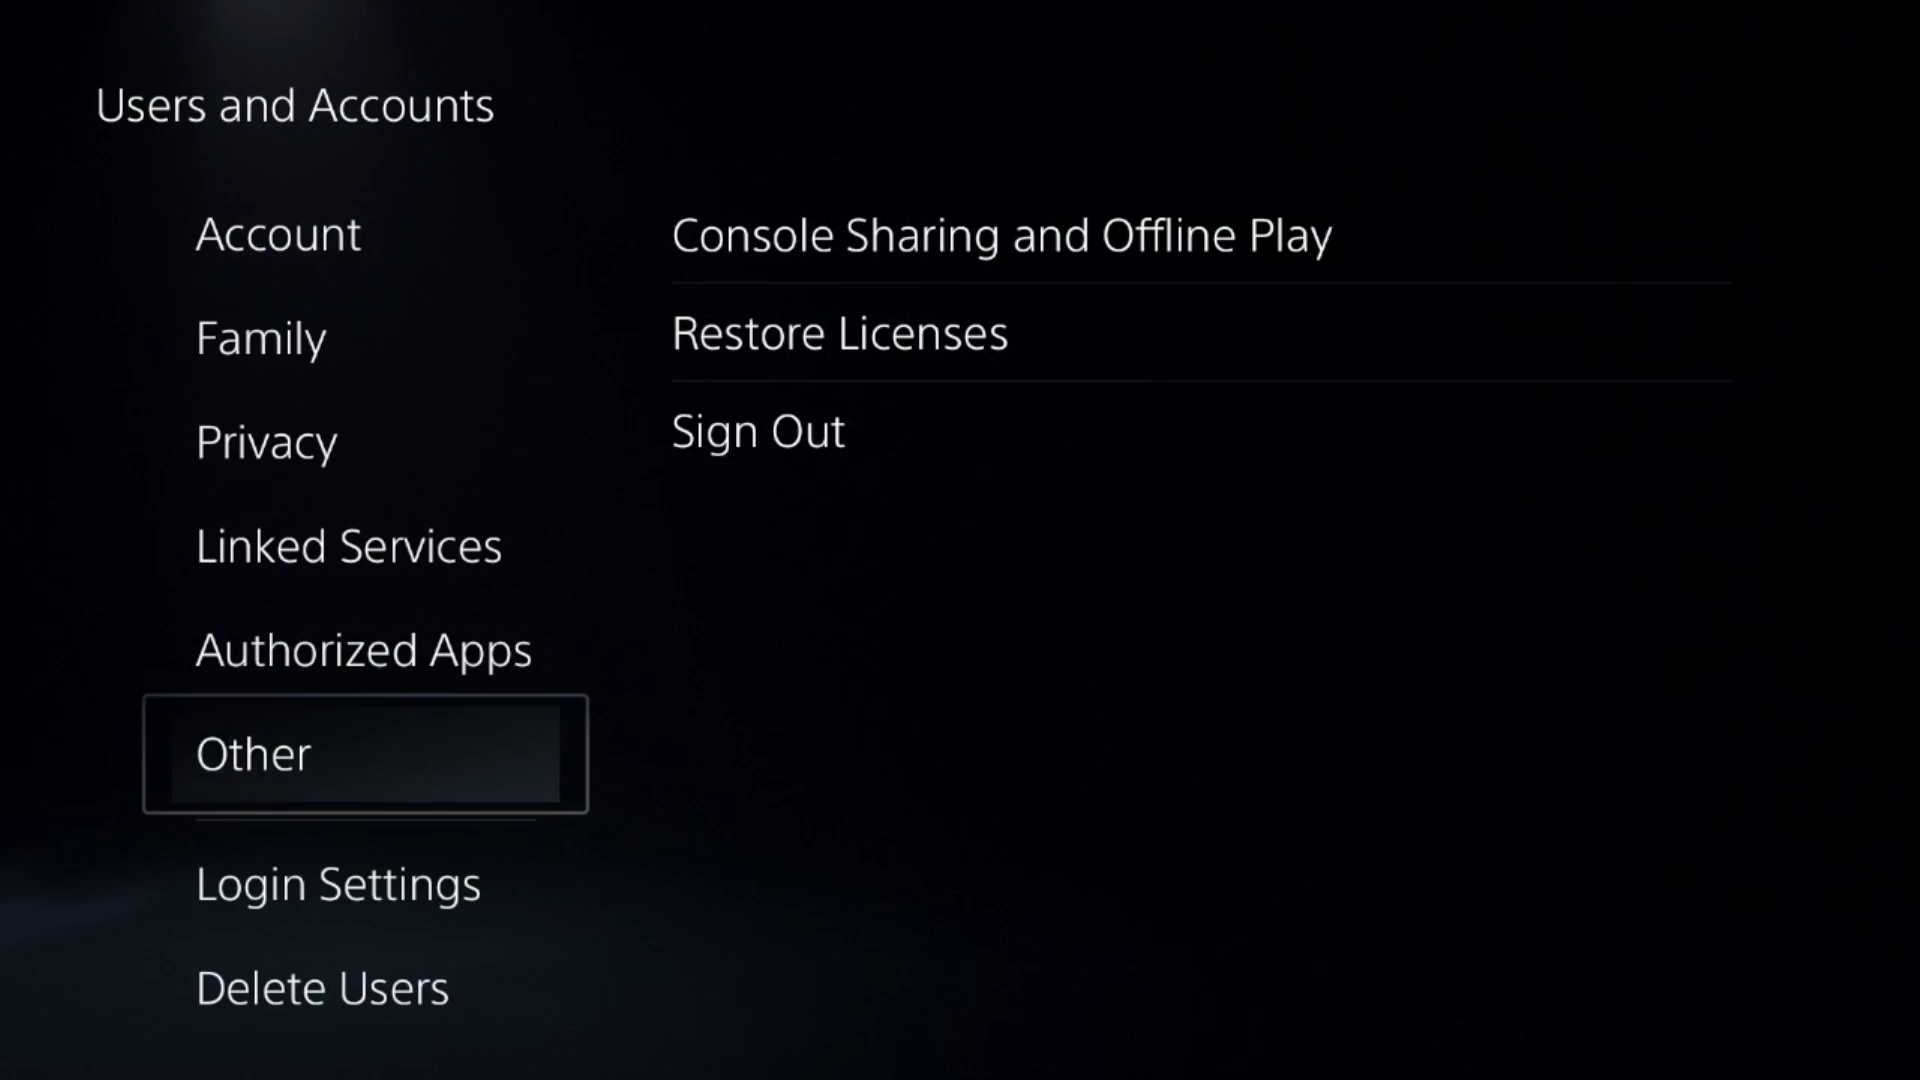 Users and Accounts
Account
Family
Privacy
Linked Services
Authorized Apps
Other
Login Settings
Delete Users
Console Sharing and Offline Play
Restore Licenses
Sign Out